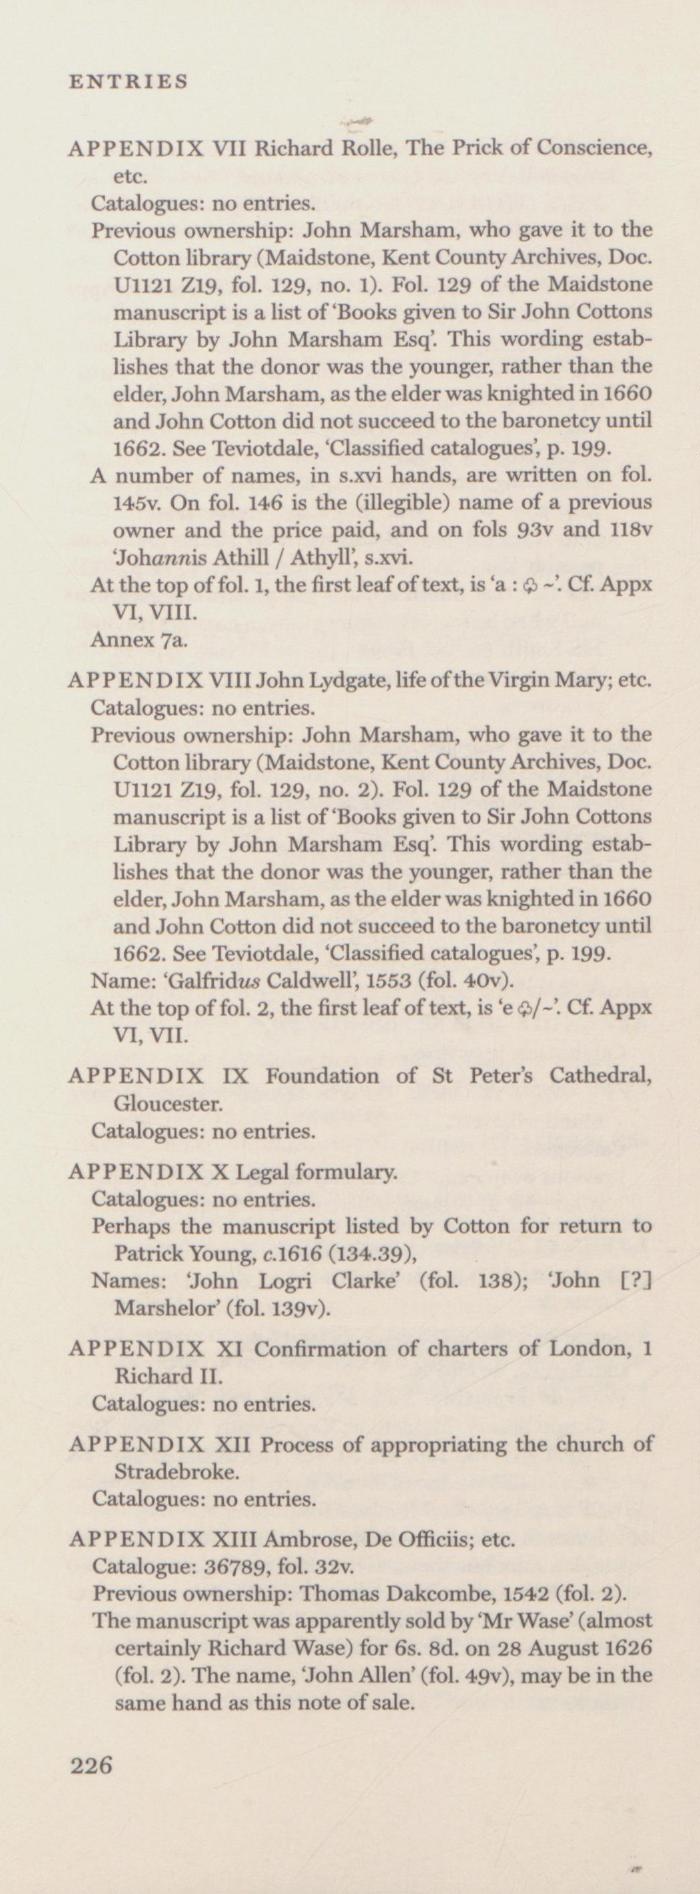 ENTRIES
APPENDIX VII Richard Rolle, The Prick of Conscience,
etc.
Catalogues: no entries.
Previous ownership: John Marsham, who gave it to the
Cotton library (Maidstone, Kent County Archives, Doc.
U1121 Z19, fol. 129, no. 1). Fol. 129 of the Maidstone
manuscript is a list of ‘Books given to Sir John Cottons
Library by John Marsham Esq’. This wording estab-
lishes that the donor was the younger, rather than the
elder, John Marsham, as the elder was knighted in 1660
and John Cotton did not succeed to the baronetcy until
1662. See Teviotdale, ‘Classified catalogues’, p. 199.
A number of names, in s.xvi hands, are written on fol.
145v. On fol. 146 is the (illegible) name of a previous
owner and the price paid, and on fols 93v and 118v
‘Johannis Athill / Athyll’, s.xvi.
At the top of fol. 1, the first leaf of text, is ‘a : ♧ ~’. Cf. Appx
VI, VIII.
Annex 7a.
APPENDIX VIII John Lydgate, life of the Virgin Mary; etc.
Catalogues: no entries.
Previous ownership: John Marsham, who gave it to the
Cotton library (Maidstone, Kent County Archives, Doc.
U1121 Z19, fol. 129, no. 2). Fol. 129 of the Maidstone
manuscript is a list of ‘Books given to Sir John Cottons
Library by John Marsham Esq’. This wording estab-
lishes that the donor was the younger, rather than the
elder, John Marsham, as the elder was knighted in 1660
and John Cotton did not succeed to the baronetcy until
1662. See Teviotdale, ‘Classified catalogues’, p. 199.
Name: ‘Galfridus Caldwell’, 1553 (fol. 40v).
At the top of fol. 2, the first leaf of text, is ‘e ♧/~’. Cf. Appx
VI, VII.
APPENDIX IX Foundation of St Peter’s Cathedral,
Gloucester.
Catalogues: no entries.
APPENDIX X Legal formulary.
Catalogues: no entries.
Perhaps the manuscript listed by Cotton for return to
Patrick Young, c.1616 (134.39),
Names: ‘John Logri Clarke’ (fol. 138); ‘John [?]
Marshelor’ (fol. 139v).
APPENDIX XI Confirmation of charters of London, 1
Richard II.
Catalogues: no entries.
APPENDIX XII Process of appropriating the church of
Stradebroke.
Catalogues: no entries.
APPENDIX XIII Ambrose, De Officiis; etc.
Catalogue: 36789, fol. 32v.
Previous ownership: Thomas Dakcombe, 1542 (fol. 2).
The manuscript was apparently sold by ‘Mr Wase’ (almost
certainly Richard Wase) for 6s. 8d. on 28 August 1626
(fol. 2). The name, ‘John Allen’ (fol. 49v), may be in the
same hand as this note of sale.
226